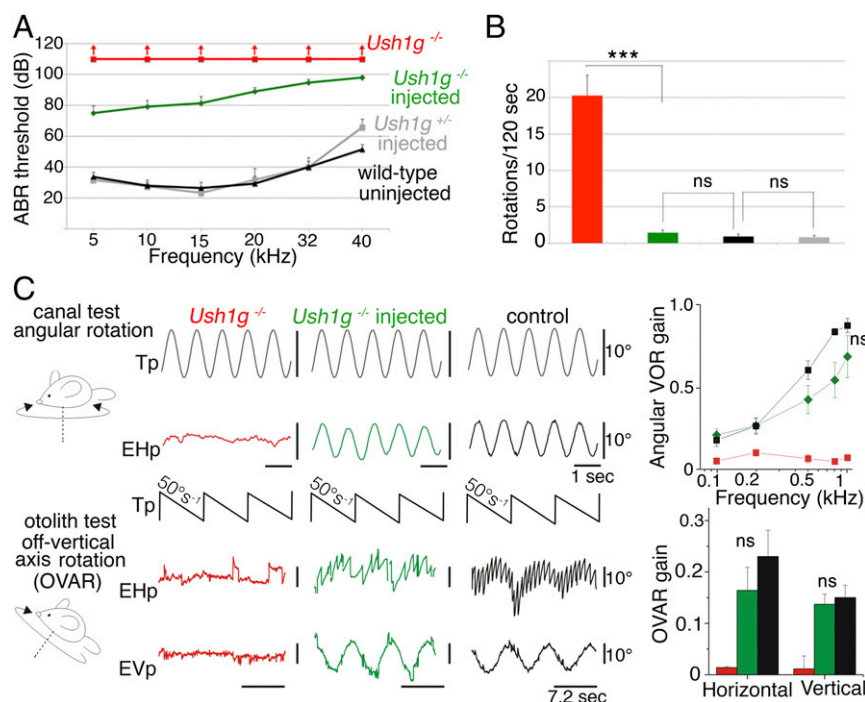 A
ABR threshold (dB)
120
100
80
60
40
20
5 10 15 20 32 40
Frequency (kHz)
Ush1g -/-
Ush1g -/-
injected
Ush1g +/-
injected
wild-type
uninjected
B
Rotations/120 sec
20
15
10
5
0
***
ns
ns
C
canal test
angular rotation
Ush1g -/-
Ush1g -/- injected
control
Tp
10°
EHp
10°
1 sec
Angular VOR gain
1.0
0.5
0
ns
0.1 0.2 0.5 1
Frequency (kHz)
otolith test
off-vertical
axis rotation
(OVAR)
Tp
50°s-1
50°s-1
50°s-1
EHp
10°
EVp
10°
7.2 sec
OVAR gain
0.3
0.2
0.1
0
ns
ns
Horizontal Vertical